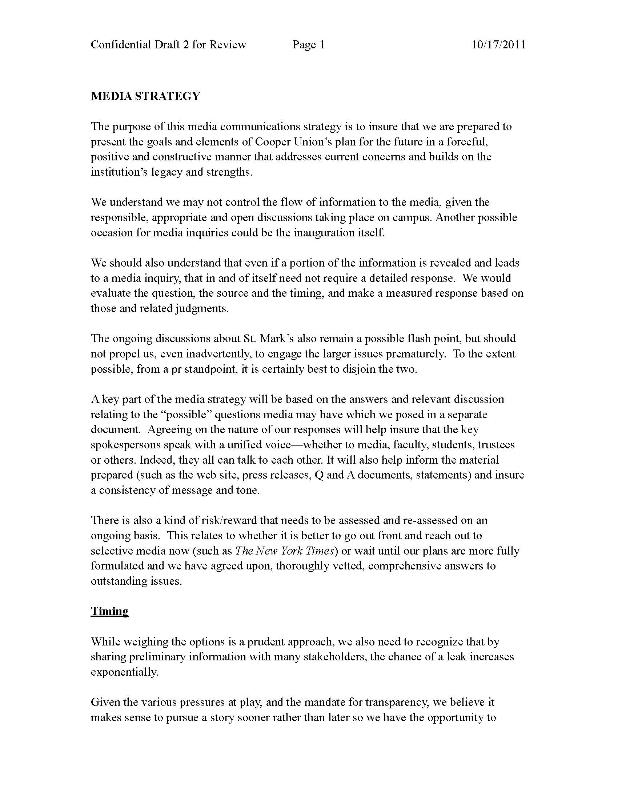 Confidential Draft 2 for Review Page 1 10/17/2011
MEDIA STRATEGY
The purpose of this media communications strategy is to insure that we are prepared to
present the goals and elements of Cooper Union's plan for the future in a forceful,
positive and constructive manner that addresses current concerns and builds on the
institution's legacy and strengths.
We understand we may not control the flow of information to the media, given the
responsible, appropriate and open discussions taking place on campus. Another possible
occasion for media inquiries could be the inauguration itself.
We should also understand that even if a portion of the information is revealed and leads
to a media inquiry, that in and of itself need not require a detailed response. We would
evaluate the question, the source and the timing, and make a measured response based on
those and related judgments.
The ongoing discussions about St. Mark's also remain a possible flash point, but should
not propel us, even inadvertently, to engage the larger issues prematurely. To the extent
possible, from a pr standpoint, it is certainly best to disjoin the two.
A key part of the media strategy will be based on the answers and relevant discussion
relating to the "possible" questions media may have which we posed in a separate
document. Agreeing on the nature of our responses will help insure that the key
spokespersons speak with a unified voice—whether to media, faculty, students, trustees
or others. Indeed, they all can talk to each other. It will also help inform the material
prepared (such as the web site, press releases, Q and A documents, statements) and insure
a consistency of message and tone.
There is also a kind of risk/reward that needs to be assessed and re-assessed on an
ongoing basis. This relates to whether it is better to go out front and reach out to
selective media now (such as The New York Times) or wait until our plans are more fully
formulated and we have agreed upon, thoroughly vetted, comprehensive answers to
outstanding issues.
Timing
While weighing the options is a prudent approach, we also need to recognize that by
sharing preliminary information with many stakeholders, the chance of a leak increases
exponentially.
Given the various pressures at play, and the mandate for transparency, we believe it
makes sense to pursue a story sooner rather than later so we have the opportunity to